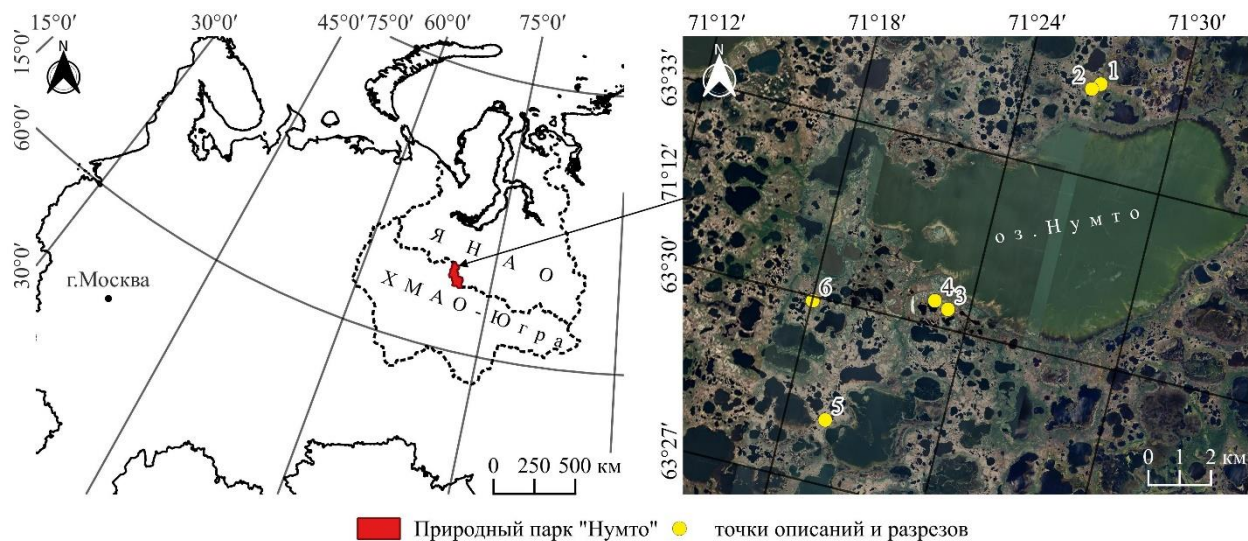 15°0′ 30°0′ 45°0′ 75°0′ 60°0′ 75°0′
15°0′
60°0′
30°0′
N
г.Москва
Я Н А О
ХМАО-Югра
0 250 500 км
71°12′ 71°18′ 71°24′ 71°30′
63°33′
71°12′
63°30′
63°27′
N
2 1
оз. Нумто
6 4 3
5
0 1 2 км
Природный парк "Нумто" точки описаний и разрезов